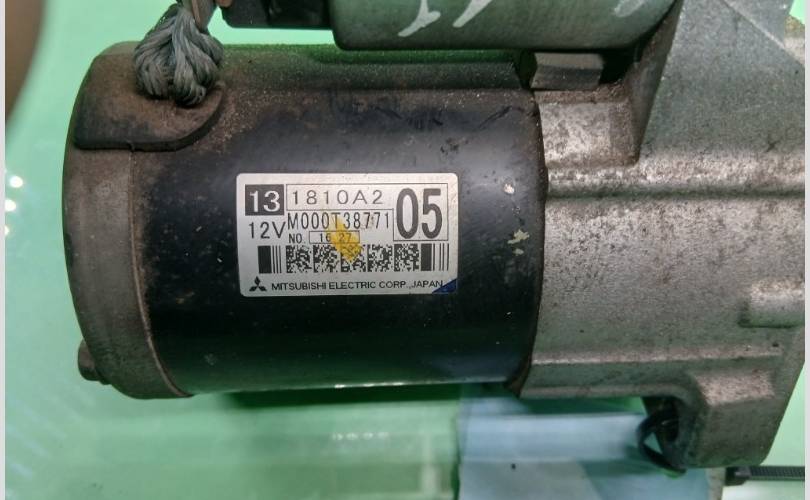 13 1810A2 05
12V M000T38771
NO. 16 27
MITSUBISHI ELECTRIC CORP., JAPAN